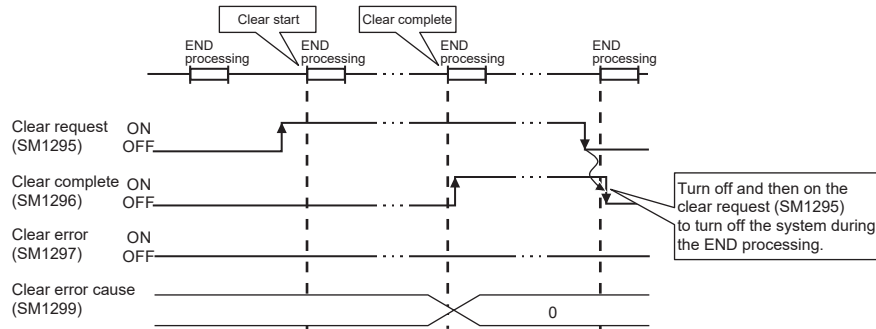 Clear start
Clear complete
END
processing
END
processing
END
processing
END
processing
Clear request
(SM1295)
ON
OFF
Clear complete
(SM1296)
ON
OFF
Turn off and then on the
clear request (SM1295)
to turn off the system during
the END processing.
Clear error
(SM1297)
ON
OFF
Clear error cause
(SM1299)
0